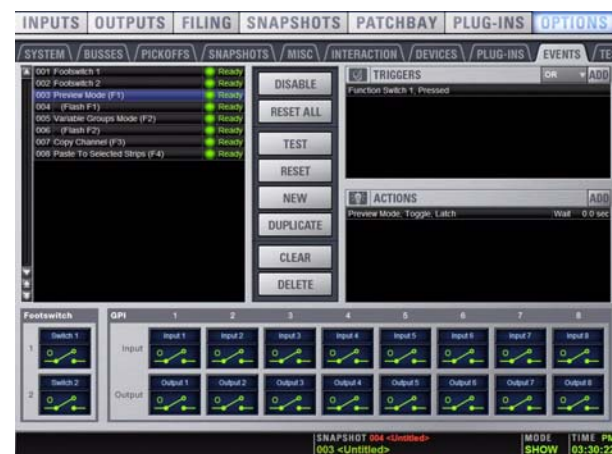 INPUTS OUTPUTS FILING SNAPSHOTS PATCHBAY PLUG-INS OPTIONS
SYSTEM BUSSES PICKOFFS SNAPSHOTS MISC INTERACTION DEVICES PLUG-INS EVENTS TE
001 Footswitch 1 Ready
002 Footswitch 2 Ready
003 Preview Mode (F1) Ready
004 (Flash F1) Ready
005 Variable Groups Mode (F2) Ready
006 (Flash F2) Ready
007 Copy Channel (F3) Ready
008 Paste To Selected Strips (F4) Ready
DISABLE
RESET ALL
TEST
RESET
NEW
DUPLICATE
CLEAR
DELETE
TRIGGERS OR ADD
Function Switch 1, Pressed
ACTIONS ADD
Preview Mode, Toggle, Latch Wait 0.0 sec
Footswitch
Switch 1
1
Switch 2
2
GPI 1 2 3 4 5 6 7 8
Input 1 Input 2 Input 3 Input 4 Input 5 Input 6 Input 7 Input 8
Input
Output 1 Output 2 Output 3 Output 4 Output 5 Output 6 Output 7 Output 8
Output
SNAPSHOT 004 <Untitled> MODE TIME PM
003 <Untitled> SHOW 03:30:22